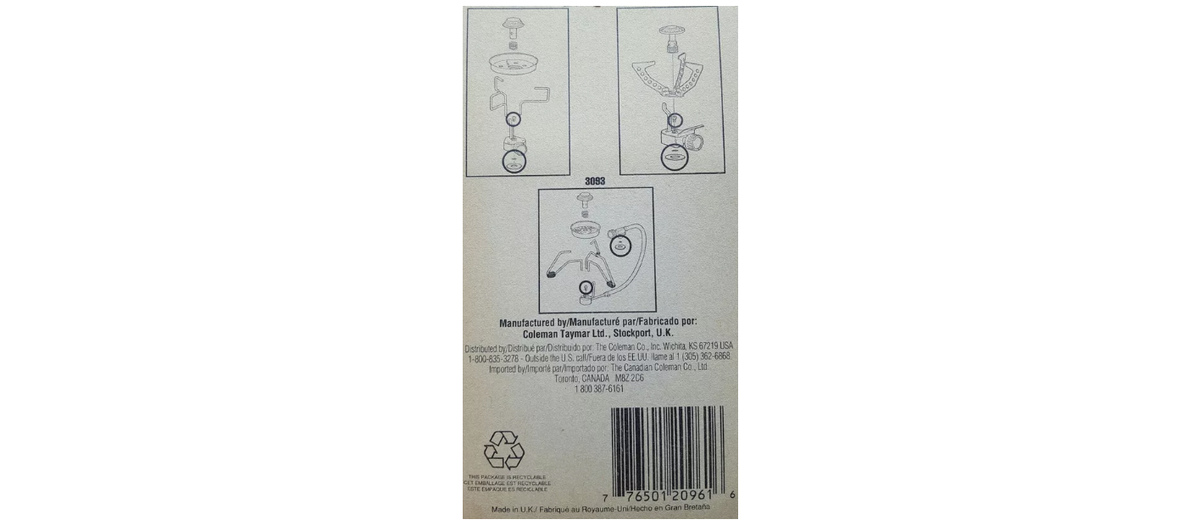 3093
Manufactured by/Manufacturé par/Fabricado por:
Coleman Taymar Ltd., Stockport, U.K.
Distributed by/Distribué par/Distribuido por: The Coleman Co., Inc. Wichita, KS 67219 USA
1-800-835-3278 - Outside the U.S. call/Fuera de los EE.UU. llame al 1 (305) 362-6868.
Imported by/Importé par/Importado por: The Canadian Coleman Co., Ltd.
Toronto, CANADA M8Z 2C6
1 800 387-6161
THIS PACKAGE IS RECYCLABLE
CET EMBALLAGE EST RECYCLABLE
ESTE EMPAQUE ES RECICLABLE
7 76501 20961 6
Made in U.K./ Fabriqué au Royaume-Uni/Hecho en Gran Bretaña